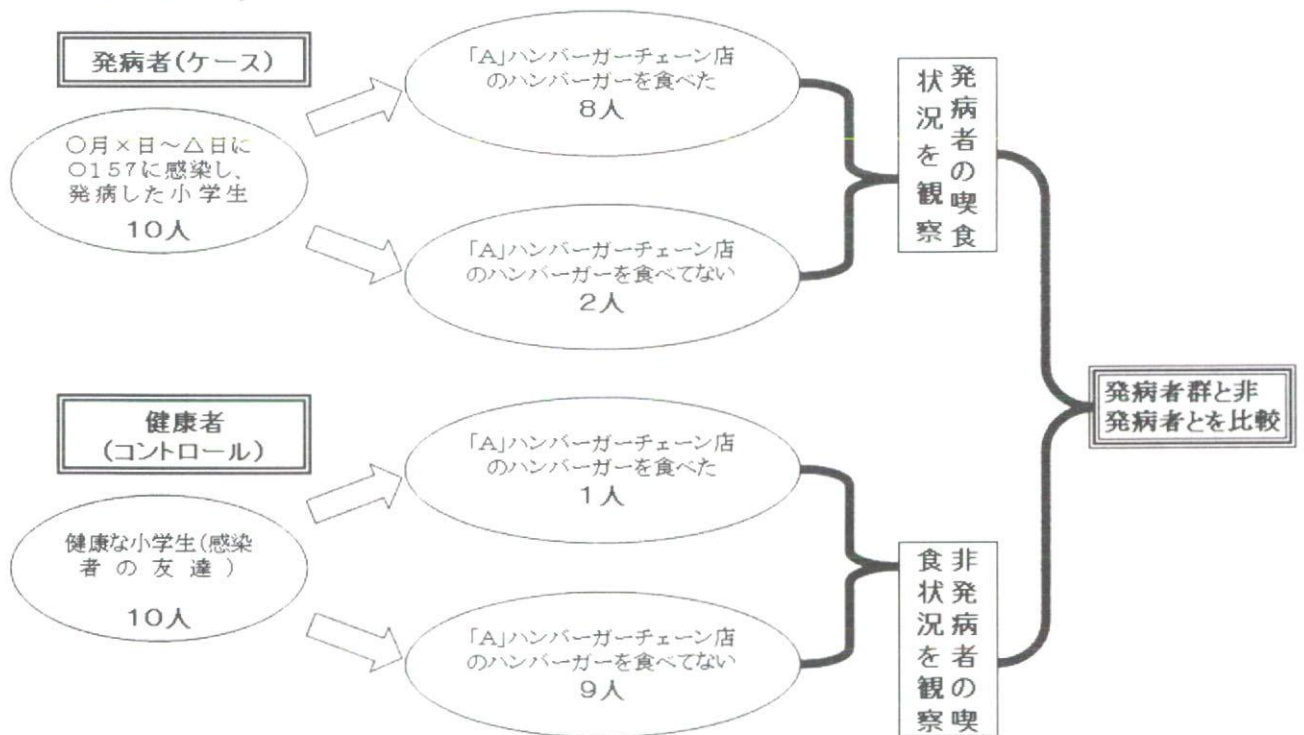 発病者(ケース)
○月×日～△日に
○157に感染し、
発病した小学生
10人
「A」ハンバーガーチェーン店
のハンバーガーを食べた
8人
「A」ハンバーガーチェーン店
のハンバーガーを食べてない
2人
発病者の喫食
状況を観察
健康者
(コントロール)
健康な小学生(感染
者の友達)
10人
「A」ハンバーガーチェーン店
のハンバーガーを食べた
1人
「A」ハンバーガーチェーン店
のハンバーガーを食べてない
9人
非発病者の喫
食状況を観察
発病者群と非
発病者とを比較